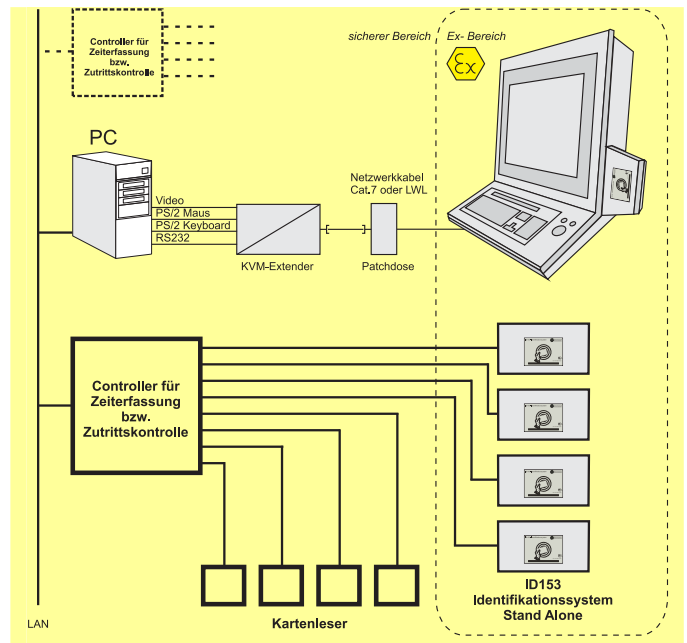 Controller für
Zeiterfassung
bzw.
Zutrittskontrolle
sicherer Bereich
Ex- Bereich
Ex
PC
Video
PS/2 Maus
PS/2 Keyboard
RS232
KVM-Extender
Netzwerkkabel
Cat.7 oder LWL
Patchdose
Controller für
Zeiterfassung
bzw.
Zutrittskontrolle
Kartenleser
ID153
Identifikationssystem
Stand Alone
LAN